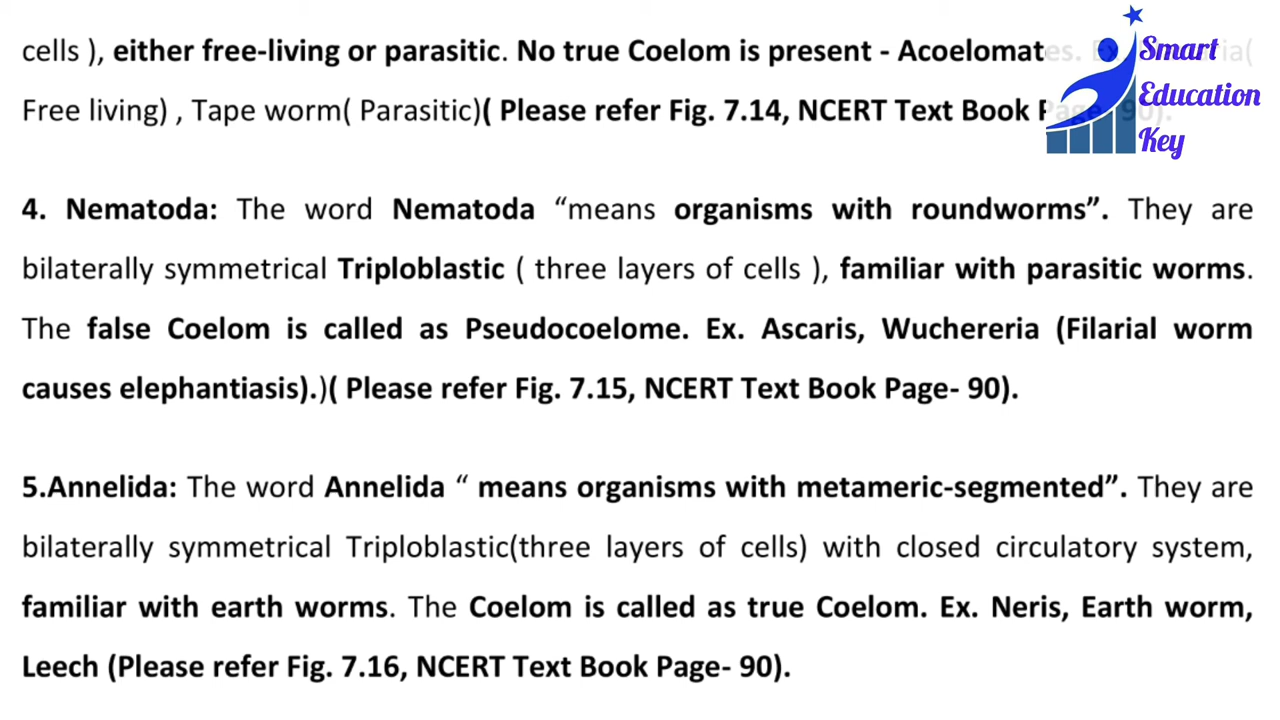 cells ), either free-living or parasitic. No true Coelom is present - Acoelomates.
Free living) , Tape worm( Parasitic)( Please refer Fig. 7.14, NCERT Text Book Page- 90).
Smart
Education
Key
4. Nematoda: The word Nematoda “means organisms with roundworms”. They are
bilaterally symmetrical Triploblastic ( three layers of cells ), familiar with parasitic worms.
The false Coelom is called as Pseudocoelome. Ex. Ascaris, Wuchereria (Filarial worm
causes elephantiasis).)( Please refer Fig. 7.15, NCERT Text Book Page- 90).
5.Annelida: The word Annelida “ means organisms with metameric-segmented”. They are
bilaterally symmetrical Triploblastic(three layers of cells) with closed circulatory system,
familiar with earth worms. The Coelom is called as true Coelom. Ex. Neris, Earth worm,
Leech (Please refer Fig. 7.16, NCERT Text Book Page- 90).